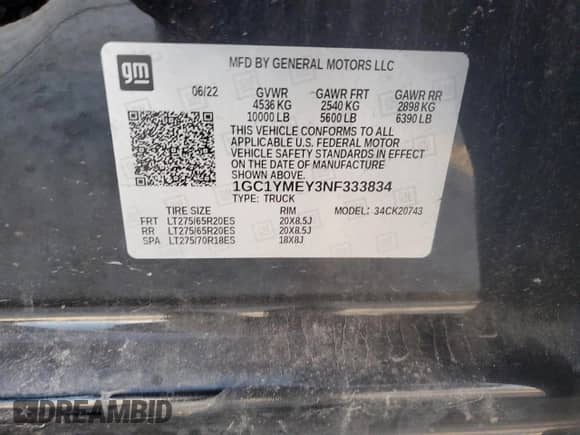 gm
MFD BY GENERAL MOTORS LLC
06/22 GVWR GAWR FRT GAWR RR
4536 KG 2540 KG 2898 KG
10000 LB 5600 LB 6390 LB
THIS VEHICLE CONFORMS TO ALL
APPLICABLE U.S. FEDERAL MOTOR
VEHICLE SAFETY STANDARDS IN EFFECT
ON DATE OF MANUFACTURE
1GC1YMEY3NF333834
TYPE: TRUCK
TIRE SIZE RIM MODEL: 34CK20743
FRT LT275/65R20ES 20X8.5J
RR LT275/65R20ES 20X8.5J
SPA LT275/70R18ES 18X8J
DREAMBID